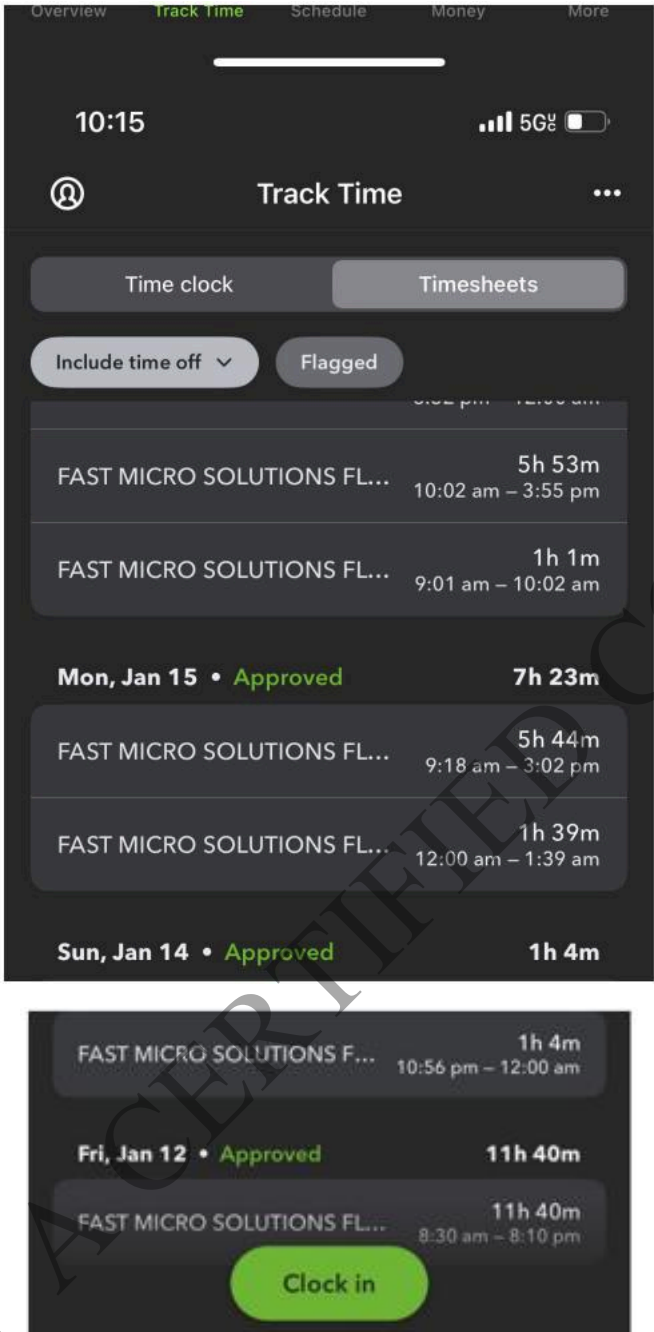 Overview Track Time Schedule Money More
10:15 5G
Track Time
Time clock Timesheets
Include time off Flagged
FAST MICRO SOLUTIONS FL... 5h 53m
10:02 am – 3:55 pm
FAST MICRO SOLUTIONS FL... 1h 1m
9:01 am – 10:02 am
Mon, Jan 15 • Approved 7h 23m
FAST MICRO SOLUTIONS FL... 5h 44m
9:18 am – 3:02 pm
FAST MICRO SOLUTIONS FL... 1h 39m
12:00 am – 1:39 am
Sun, Jan 14 • Approved 1h 4m
FAST MICRO SOLUTIONS F... 1h 4m
10:56 pm – 12:00 am
Fri, Jan 12 • Approved 11h 40m
FAST MICRO SOLUTIONS FL... 11h 40m
8:30 am – 8:10 pm
Clock in
A CERTIFIED